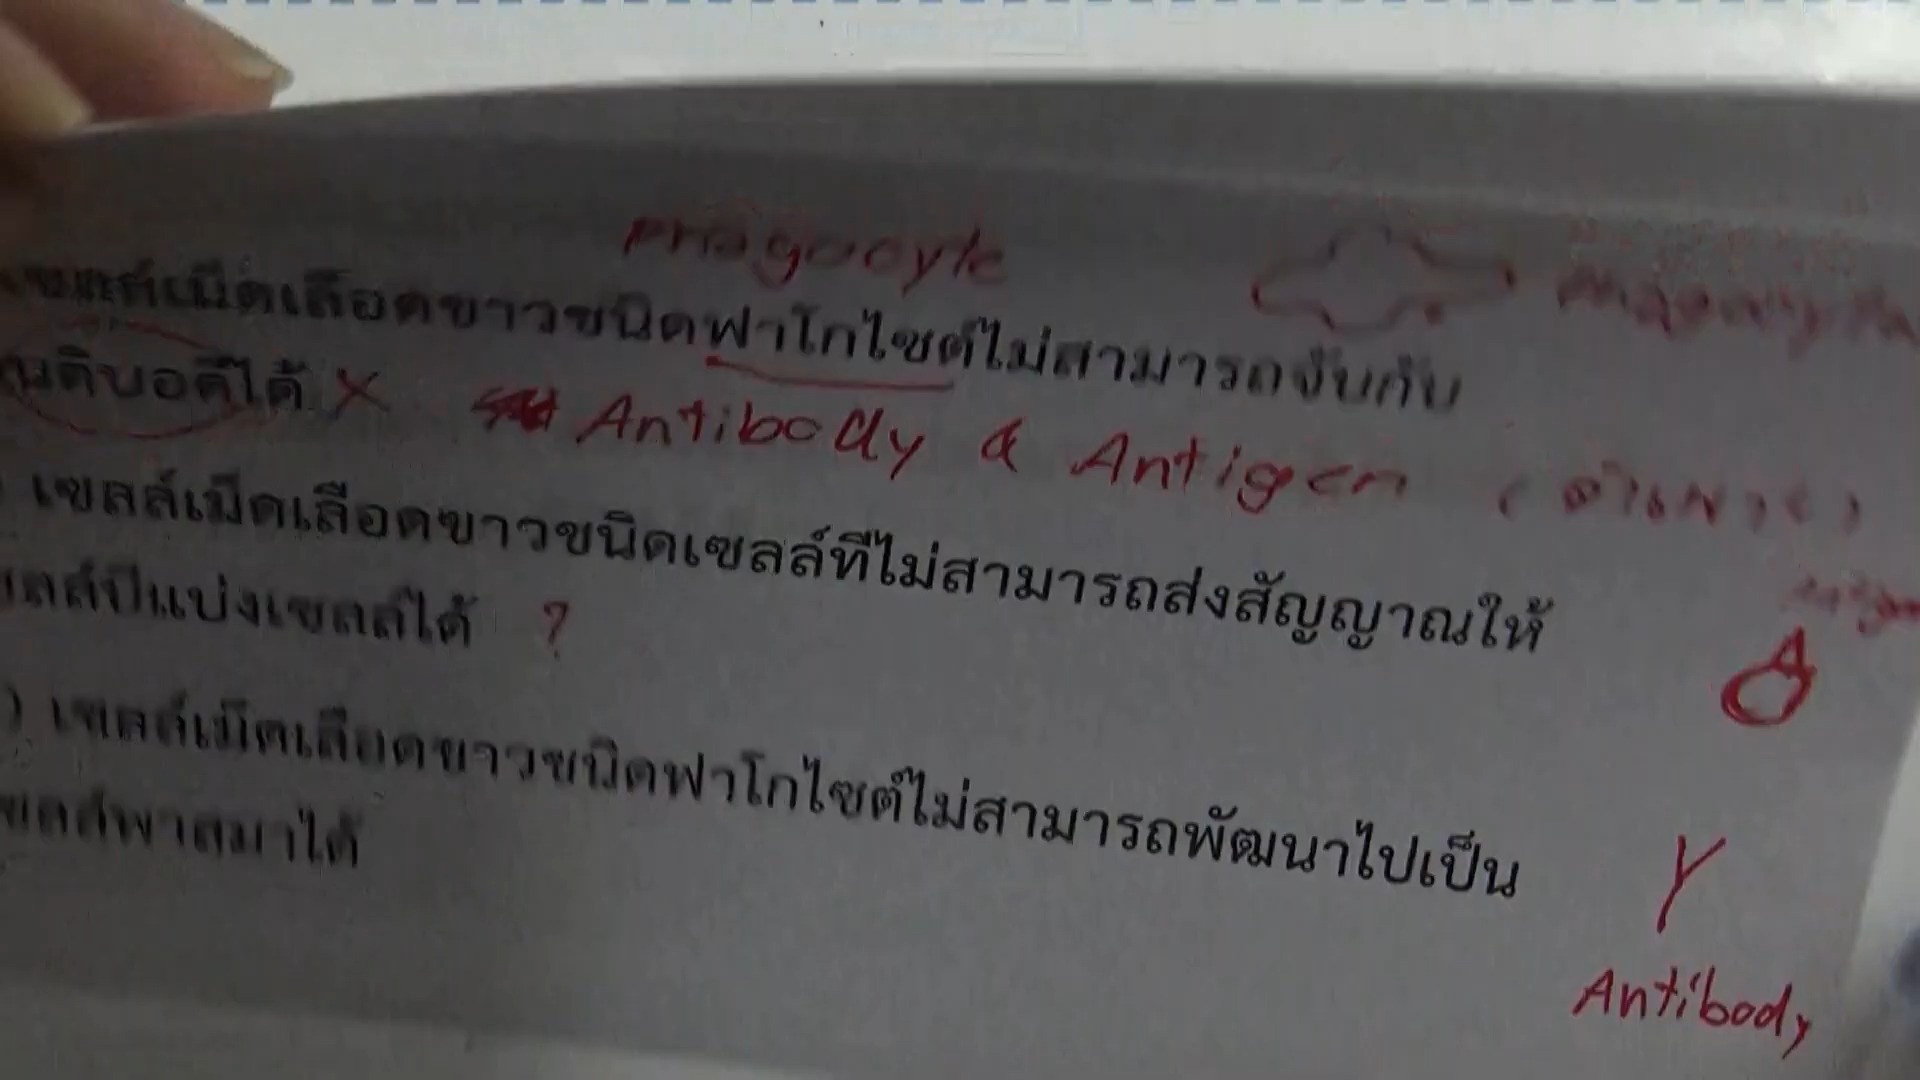 Phagocyte
เซลล์เม็ดเลือดขาวชนิดฟาโกไซต์ไม่สามารถจับกับ
แอนติบอดีได้ X Antibody & Antigen (จำเพาะ)
เซลล์เม็ดเลือดขาวชนิดเซลล์ทีไม่สามารถส่งสัญญาณให้
เซลล์บีแบ่งเซลล์ได้ ?
) เซลล์เม็ดเลือดขาวชนิดฟาโกไซต์ไม่สามารถพัฒนาไปเป็น
เซลล์พาสมาได้
Antibody